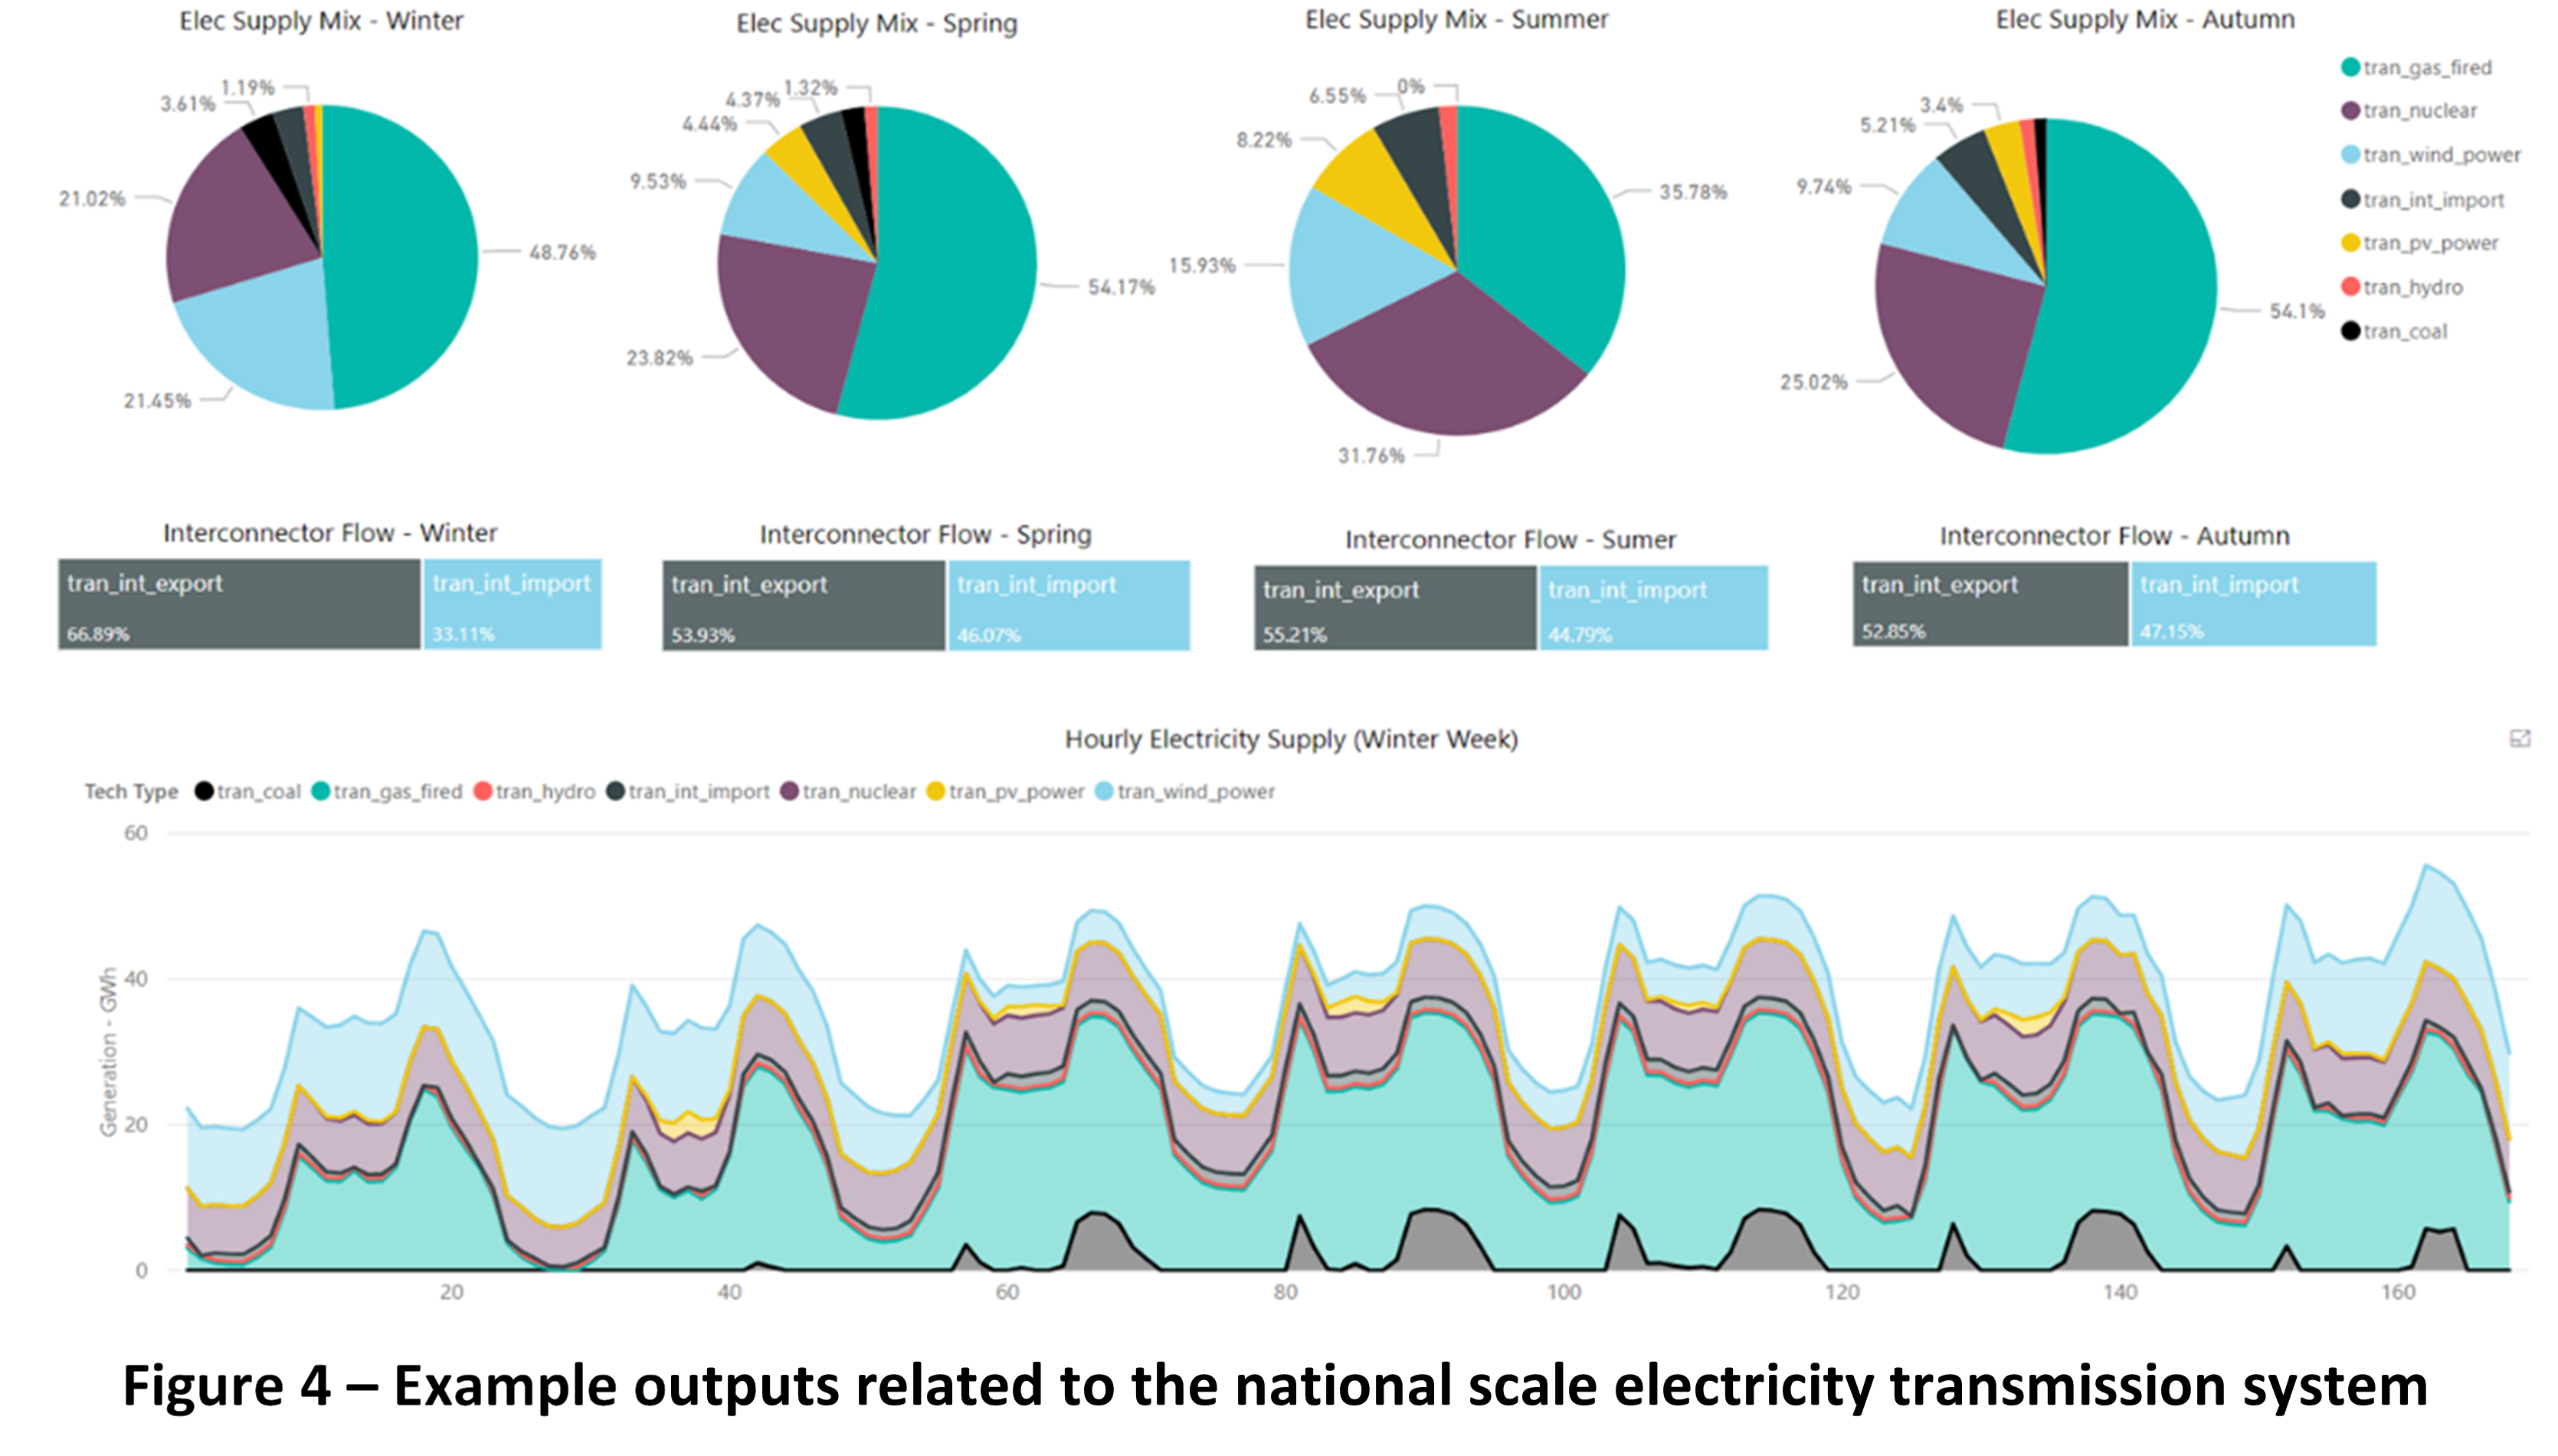 Elec Supply Mix - Winter
1.19%
3.61%
21.02%
48.76%
21.45%
Elec Supply Mix - Spring
1.32%
4.37%
4.44%
9.53%
54.17%
23.82%
Elec Supply Mix - Summer
0%
6.55%
8.22%
35.78%
15.93%
31.76%
Elec Supply Mix - Autumn
3.4%
5.21%
9.74%
54.1%
25.02%
tran_gas_fired
tran_nuclear
tran_wind_power
tran_int_import
tran_pv_power
tran_hydro
tran_coal
Interconnector Flow - Winter
tran_int_export
66.89%
tran_int_import
33.11%
Interconnector Flow - Spring
tran_int_export
53.93%
tran_int_import
46.07%
Interconnector Flow - Sumer
tran_int_export
55.21%
tran_int_import
44.79%
Interconnector Flow - Autumn
tran_int_export
52.85%
tran_int_import
47.15%
Hourly Electricity Supply (Winter Week)
Tech Type tran_coal tran_gas_fired tran_hydro tran_int_import tran_nuclear tran_pv_power tran_wind_power
Generation - GWh
60
40
20
0
20 40 60 80 100 120 140 160
Figure 4 – Example outputs related to the national scale electricity transmission system